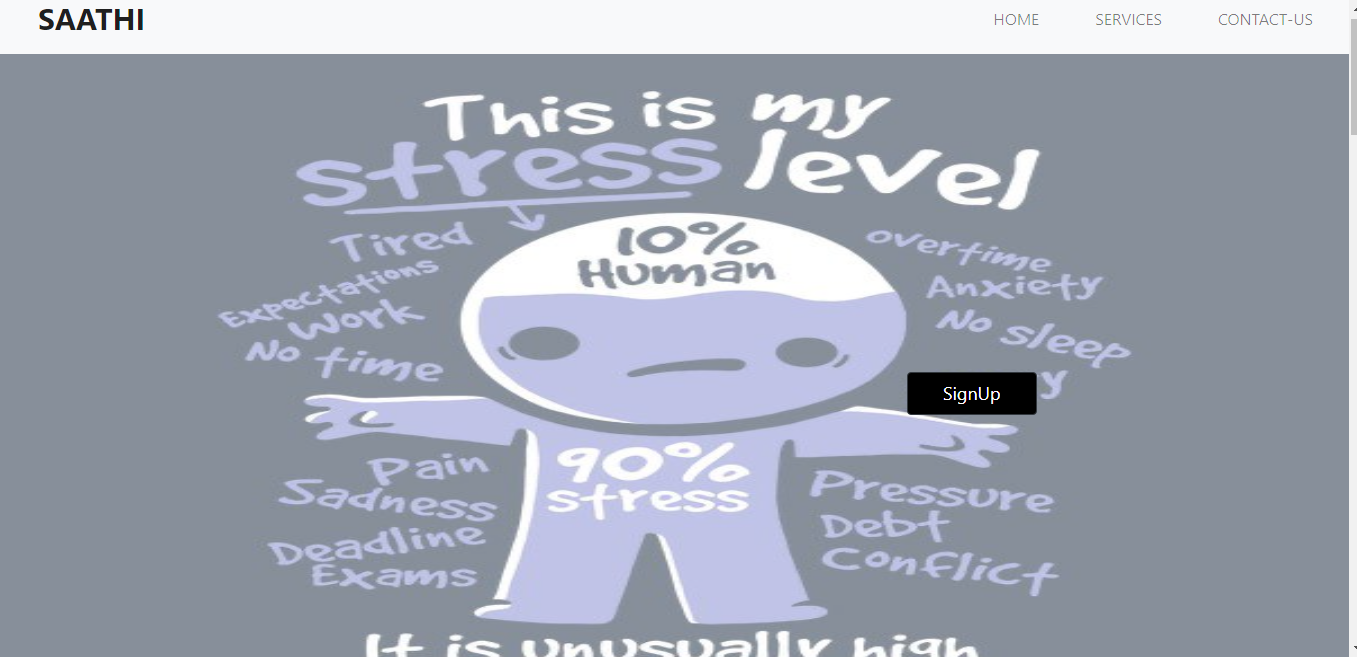 SAATHI
HOME SERVICES CONTACT-US
This is my
stress level
Tired
Expectations
Work
No time
10%
Human
overtime
Anxiety
No sleep
y
SignUp
Pain
Sadness
Deadline
Exams
90%
stress
Pressure
Debt
Conflict
It is unusually high